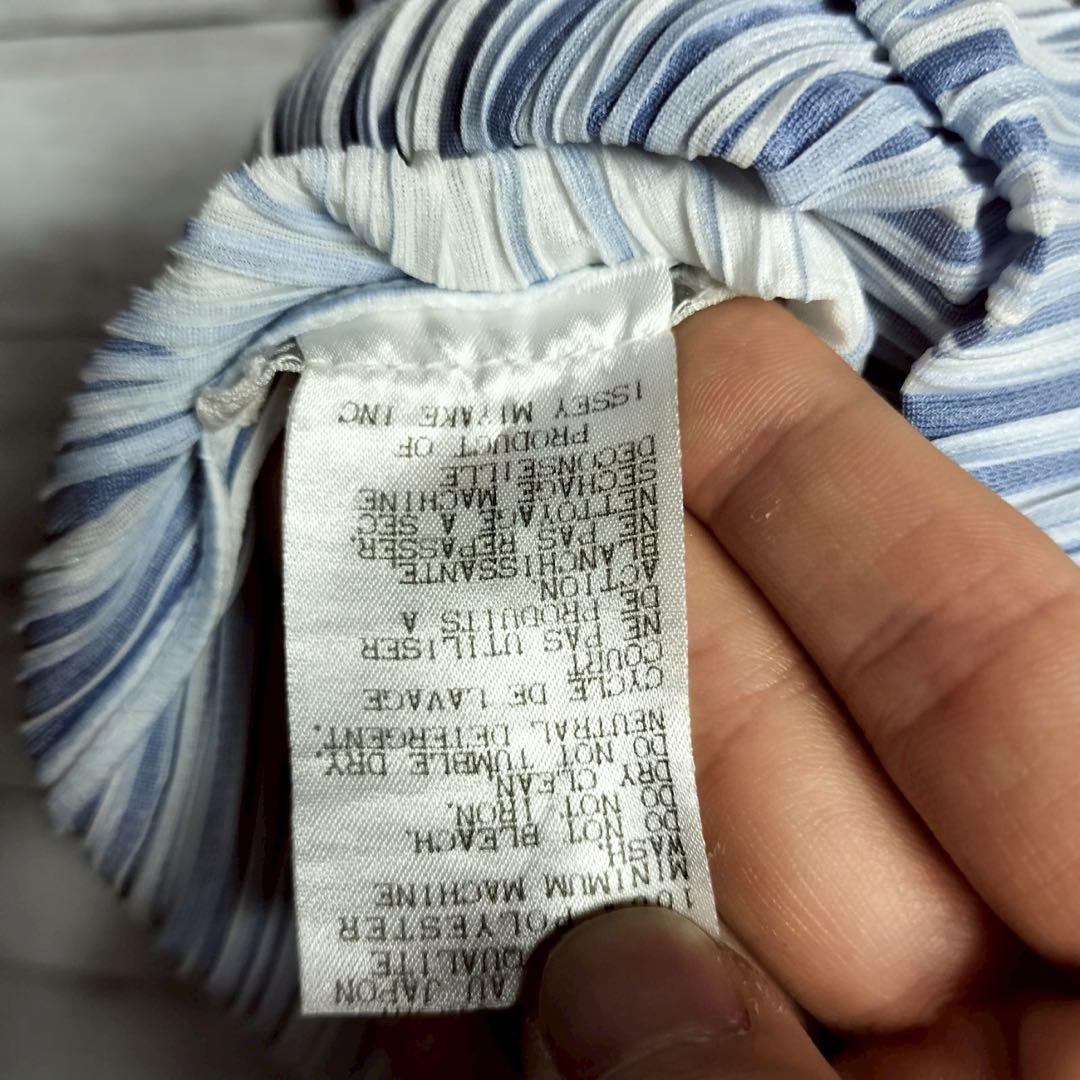 AU JAPON
QUALITE
POLYESTER
MINIMUM MACHINE
WASH.
DO NOT BLEACH.
DO NOT IRON.
DRY CLEAN.
DO NOT TUMBLE DRY.
NEUTRAL DETERGENT.
CYCLE DE LAVAGE
COURT
NE PAS UTILISER
DE PRODUITS A
ACTION
BLANCHISSANTE
NE PAS REPASSER.
NETTOYAGE A SEC.
SECHAGE MACHINE
DECONSEILLE
PRODUCT OF
ISSEY MIYAKE INC